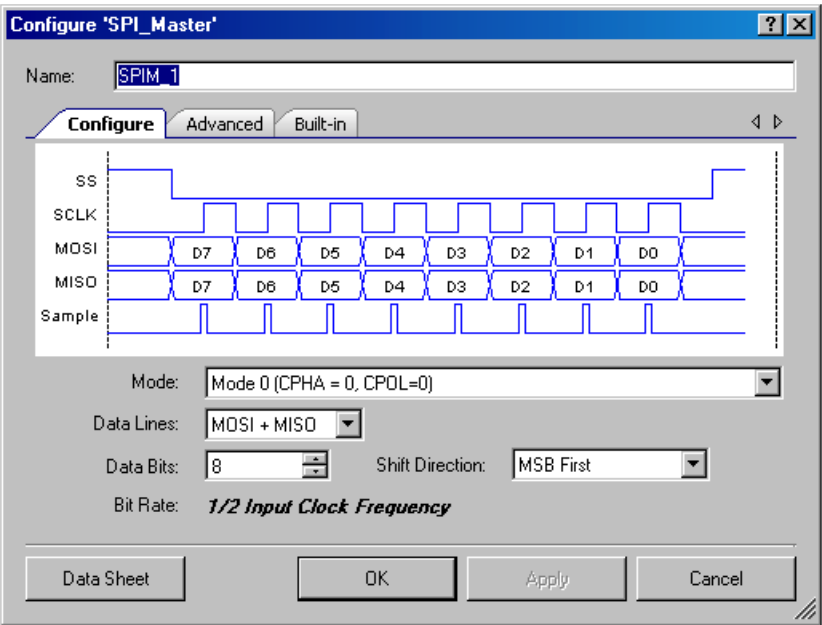 Configure 'SPI_Master'
Name: SPIM_1
Configure Advanced Built-in
SS
SCLK
MOSI D7 D6 D5 D4 D3 D2 D1 D0
MISO D7 D6 D5 D4 D3 D2 D1 D0
Sample
Mode: Mode 0 (CPHA = 0, CPOL=0)
Data Lines: MOSI + MISO
Data Bits: 8 Shift Direction: MSB First
Bit Rate: 1/2 Input Clock Frequency
Data Sheet OK Apply Cancel